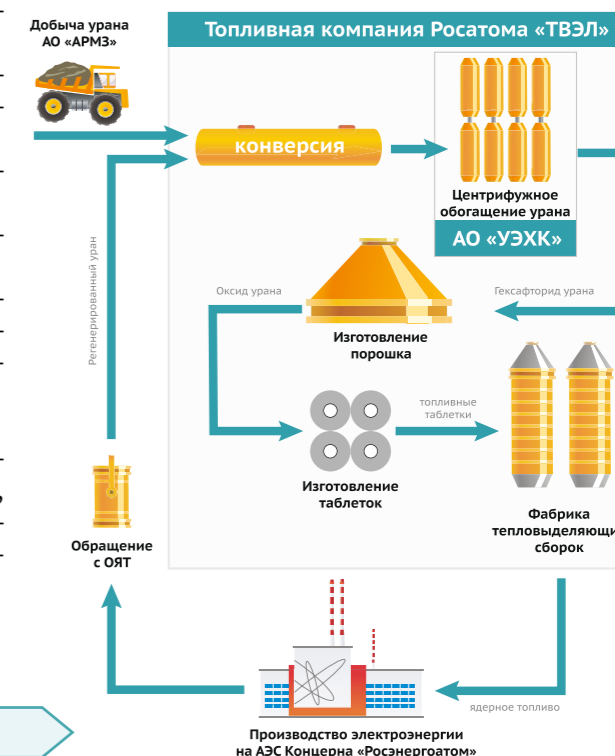 Добыча урана
АО «АРМЗ»
Топливная компания Росатома «ТВЭЛ»
конверсия
Центрифужное
обогащение урана
АО «УЭХК»
Регенерированный уран
Оксид урана
Гексафторид урана
Изготовление
порошка
топливные
таблетки
Изготовление
таблеток
Фабрика
тепловыделяющи
сборок
Обращение
с ОЯТ
ядерное топливо
Производство электроэнергии
на АЭС Концерна «Росэнергоатом»